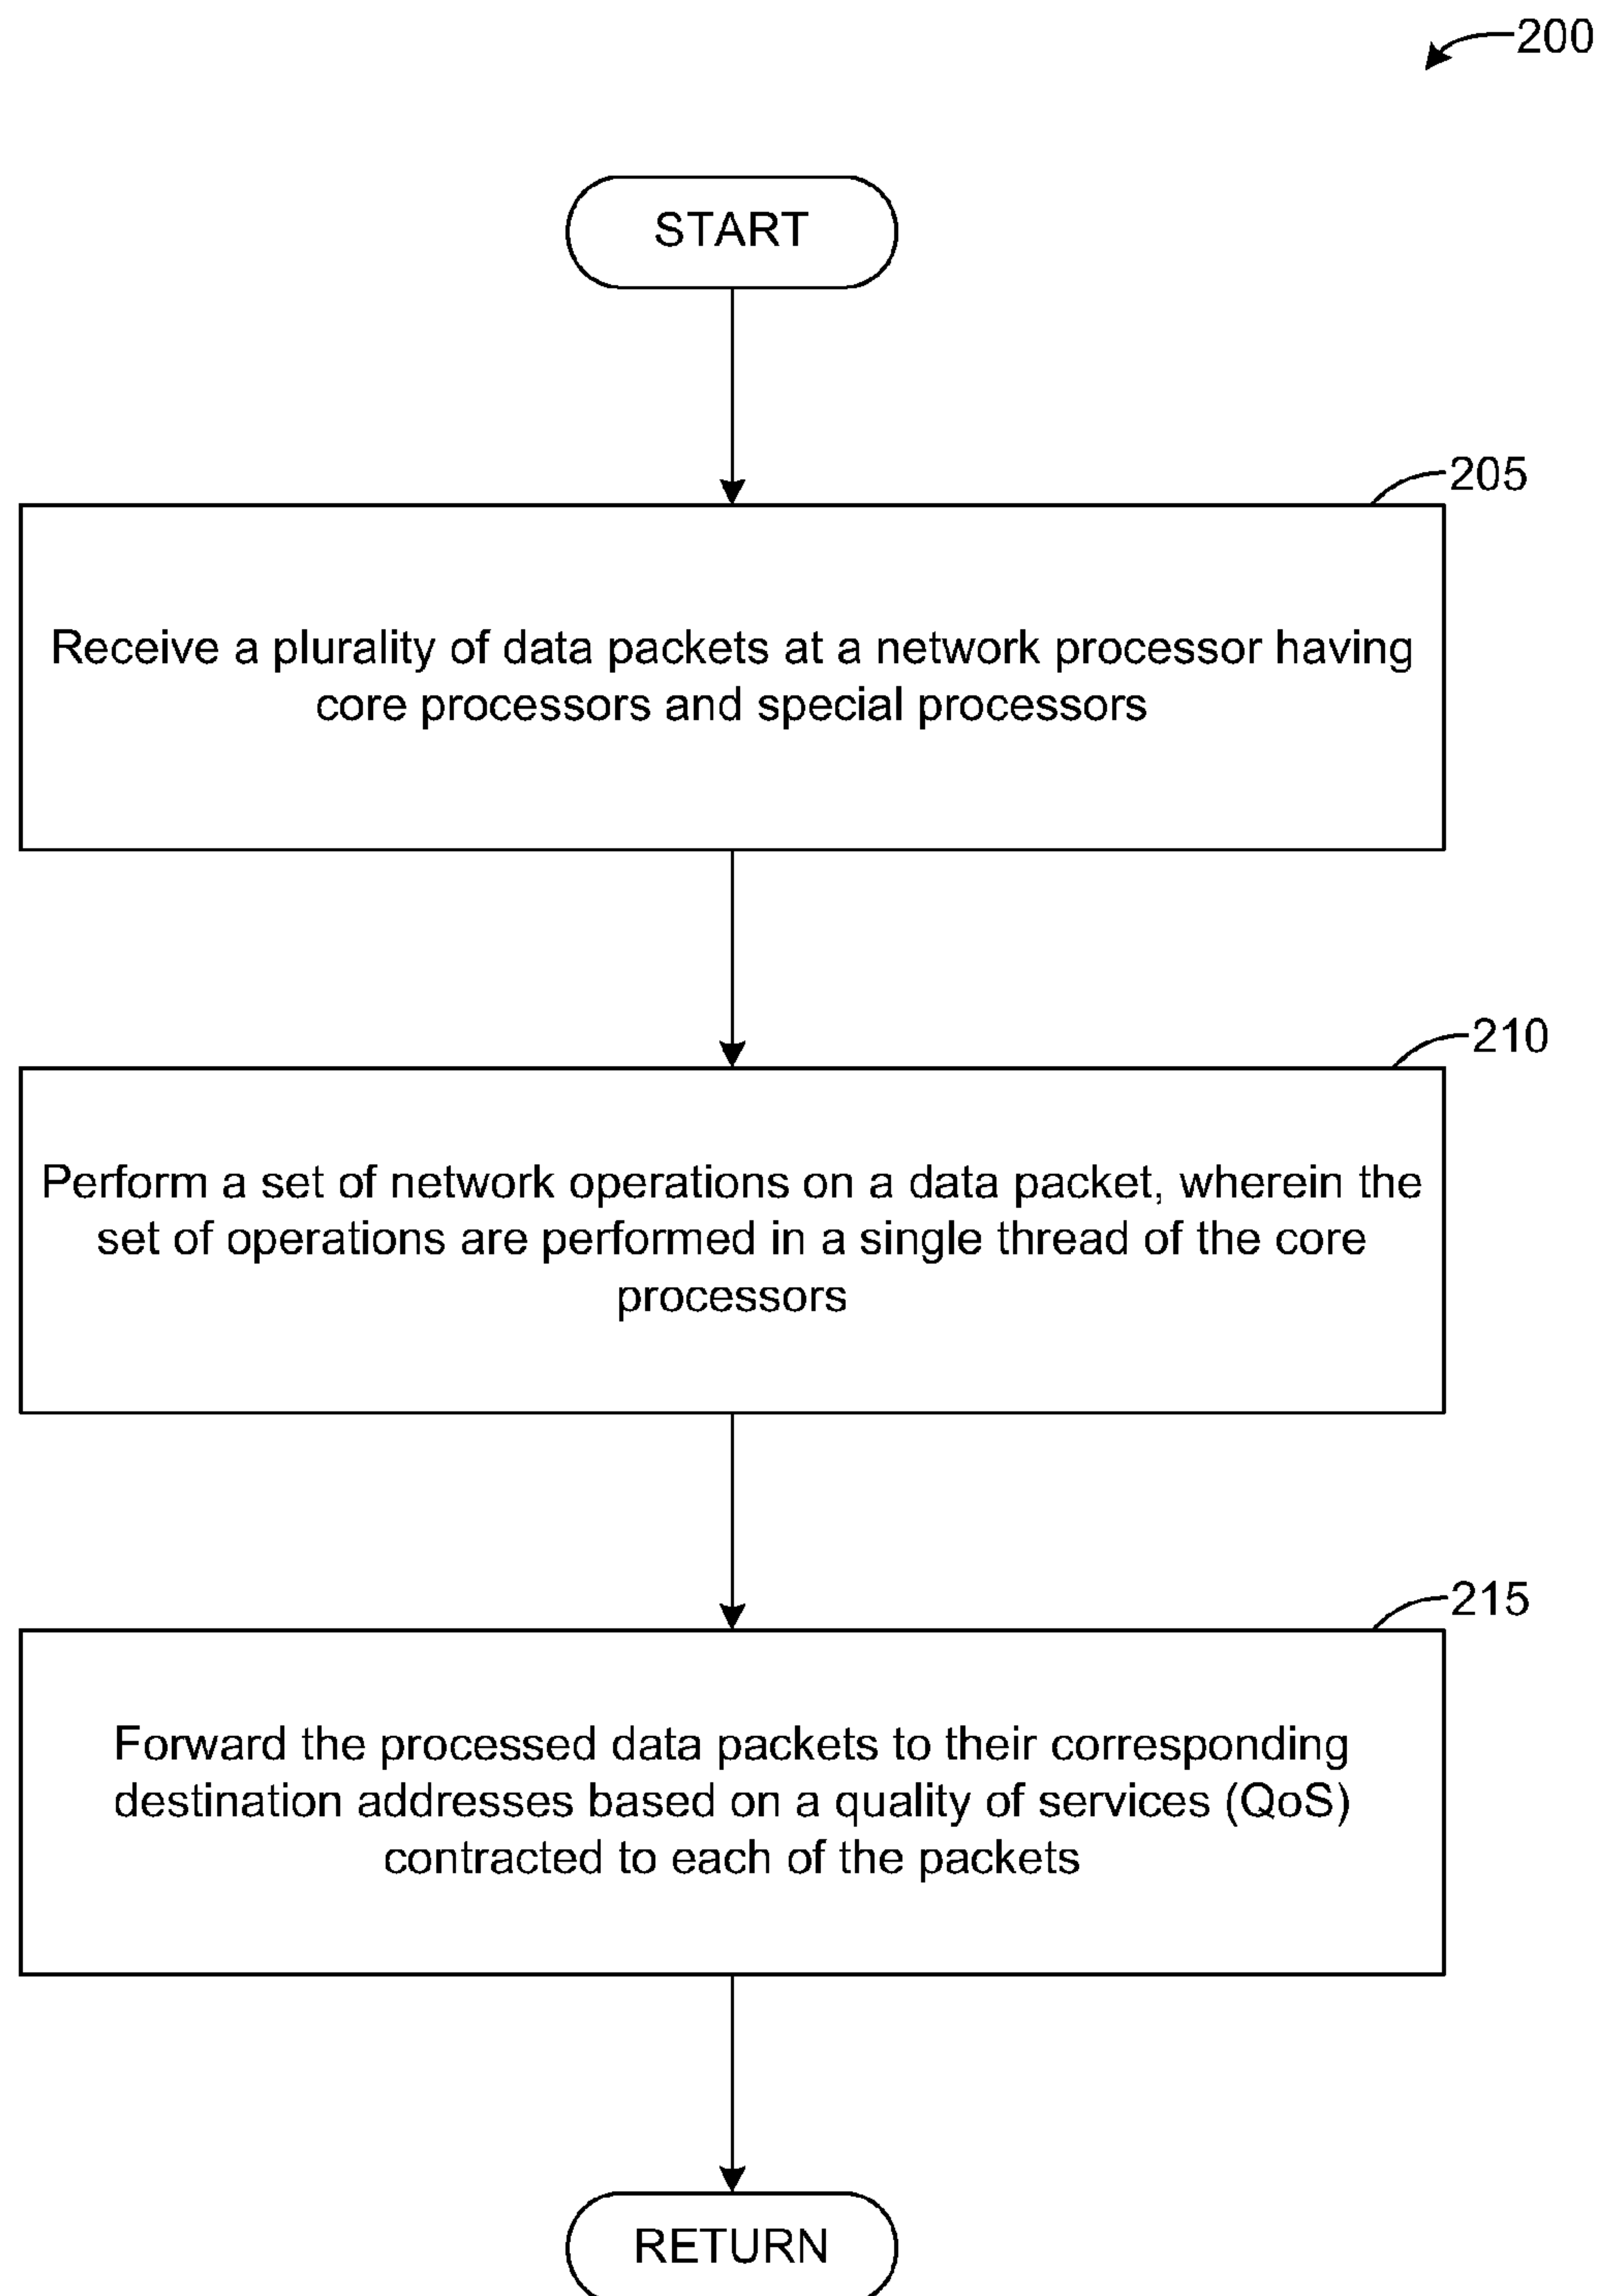 200
START
205
Receive a plurality of data packets at a network processor having
core processors and special processors
210
Perform a set of network operations on a data packet, wherein the
set of operations are performed in a single thread of the core
processors
215
Forward the processed data packets to their corresponding
destination addresses based on a quality of services (QoS)
contracted to each of the packets
RETURN